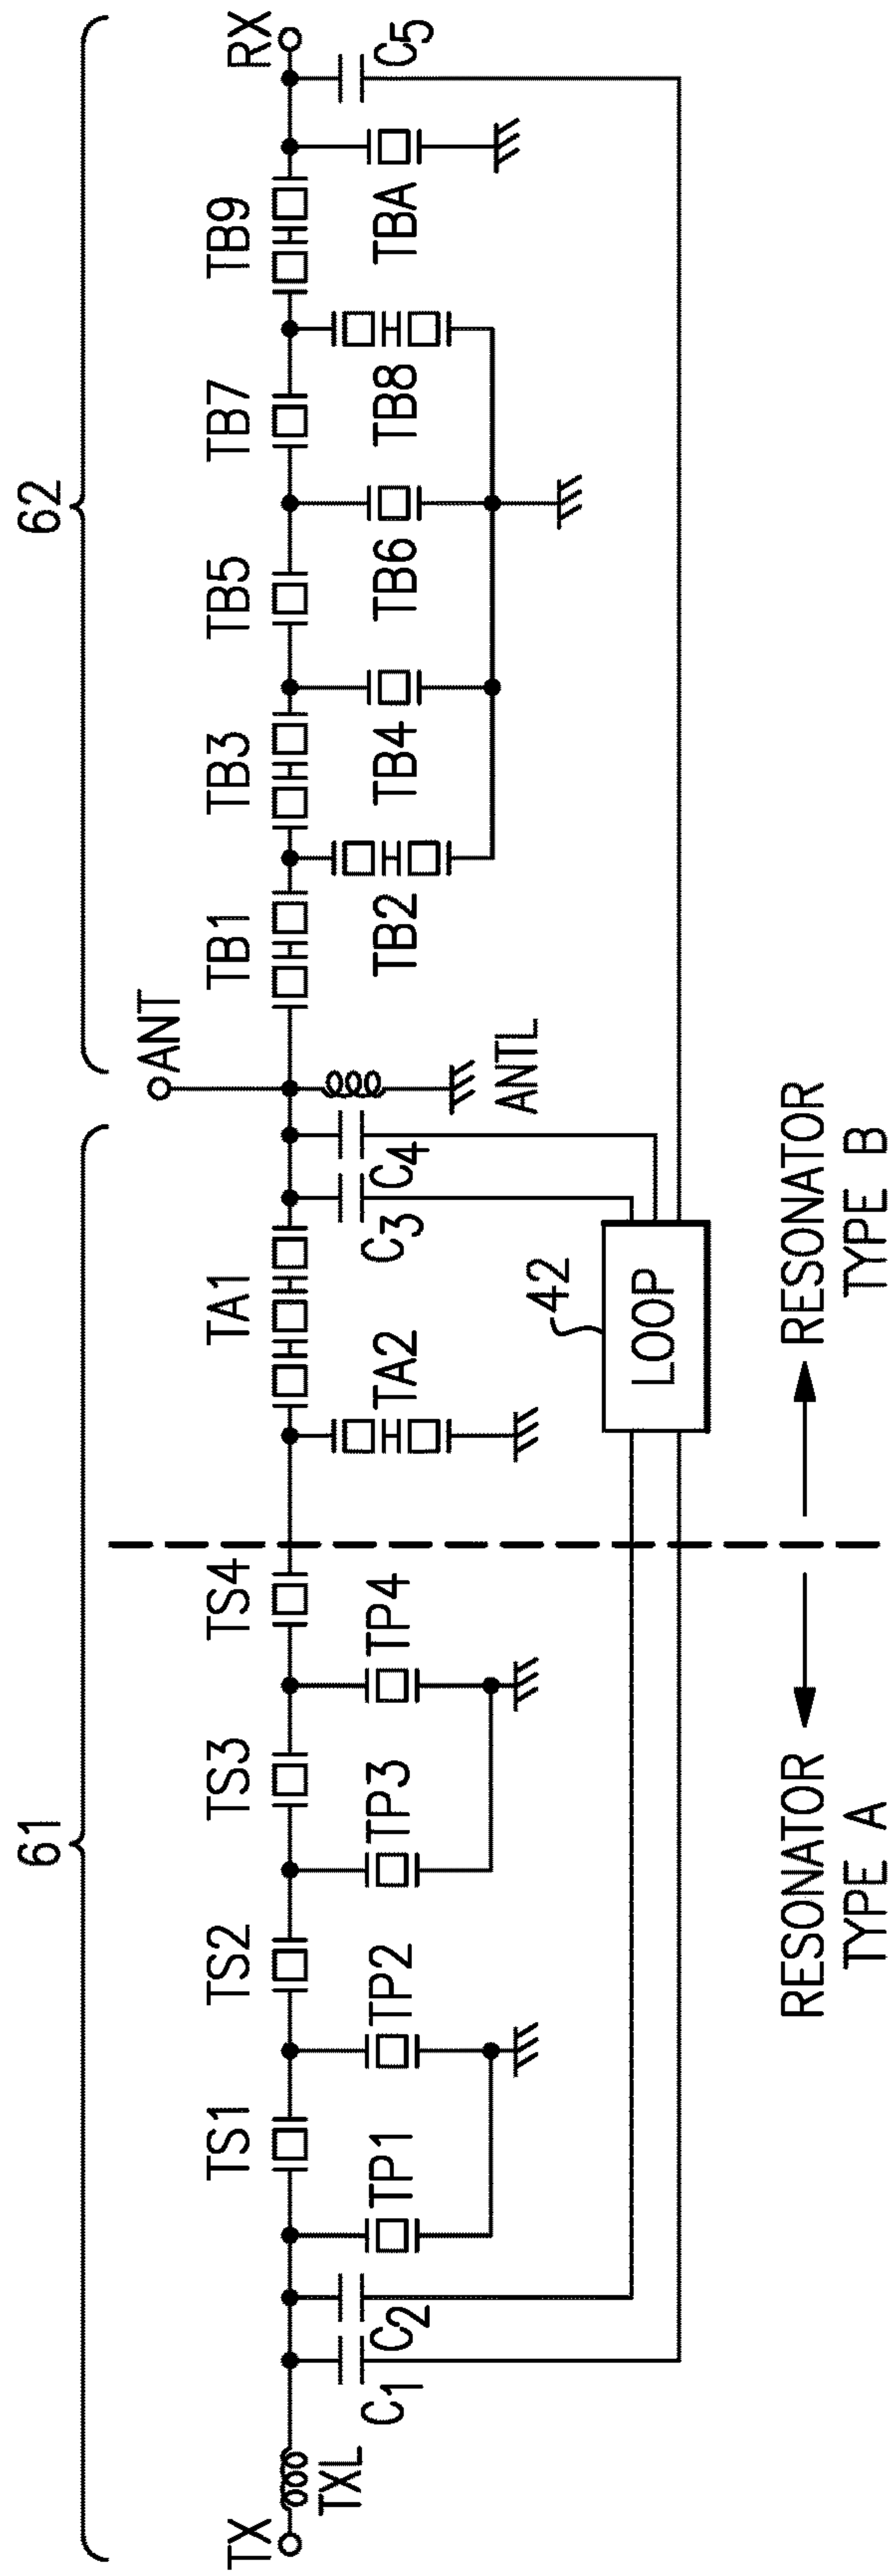 61
62
TX
TXL
C1
C2
TP1
TS1
TP2
TS2
TP3
TS3
TP4
TS4
TA2
TA1
C3
C4
ANT
ANTL
TB1
TB2
TB3
TB4
TB5
TB6
TB7
TB8
TB9
TBA
C5
RX
42
LOOP
RESONATOR
TYPE A
RESONATOR
TYPE B